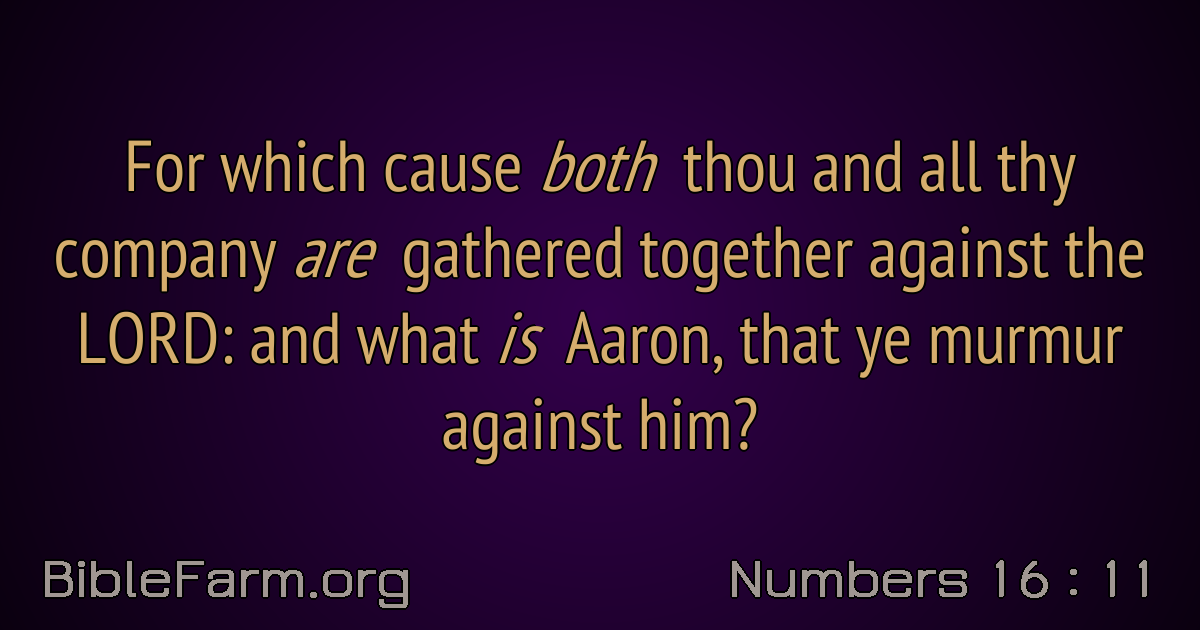 For which cause both thou and all thy
company are gathered together against the
LORD: and what is Aaron, that ye murmur
against him?
BibleFarm.org
Numbers 16 : 11